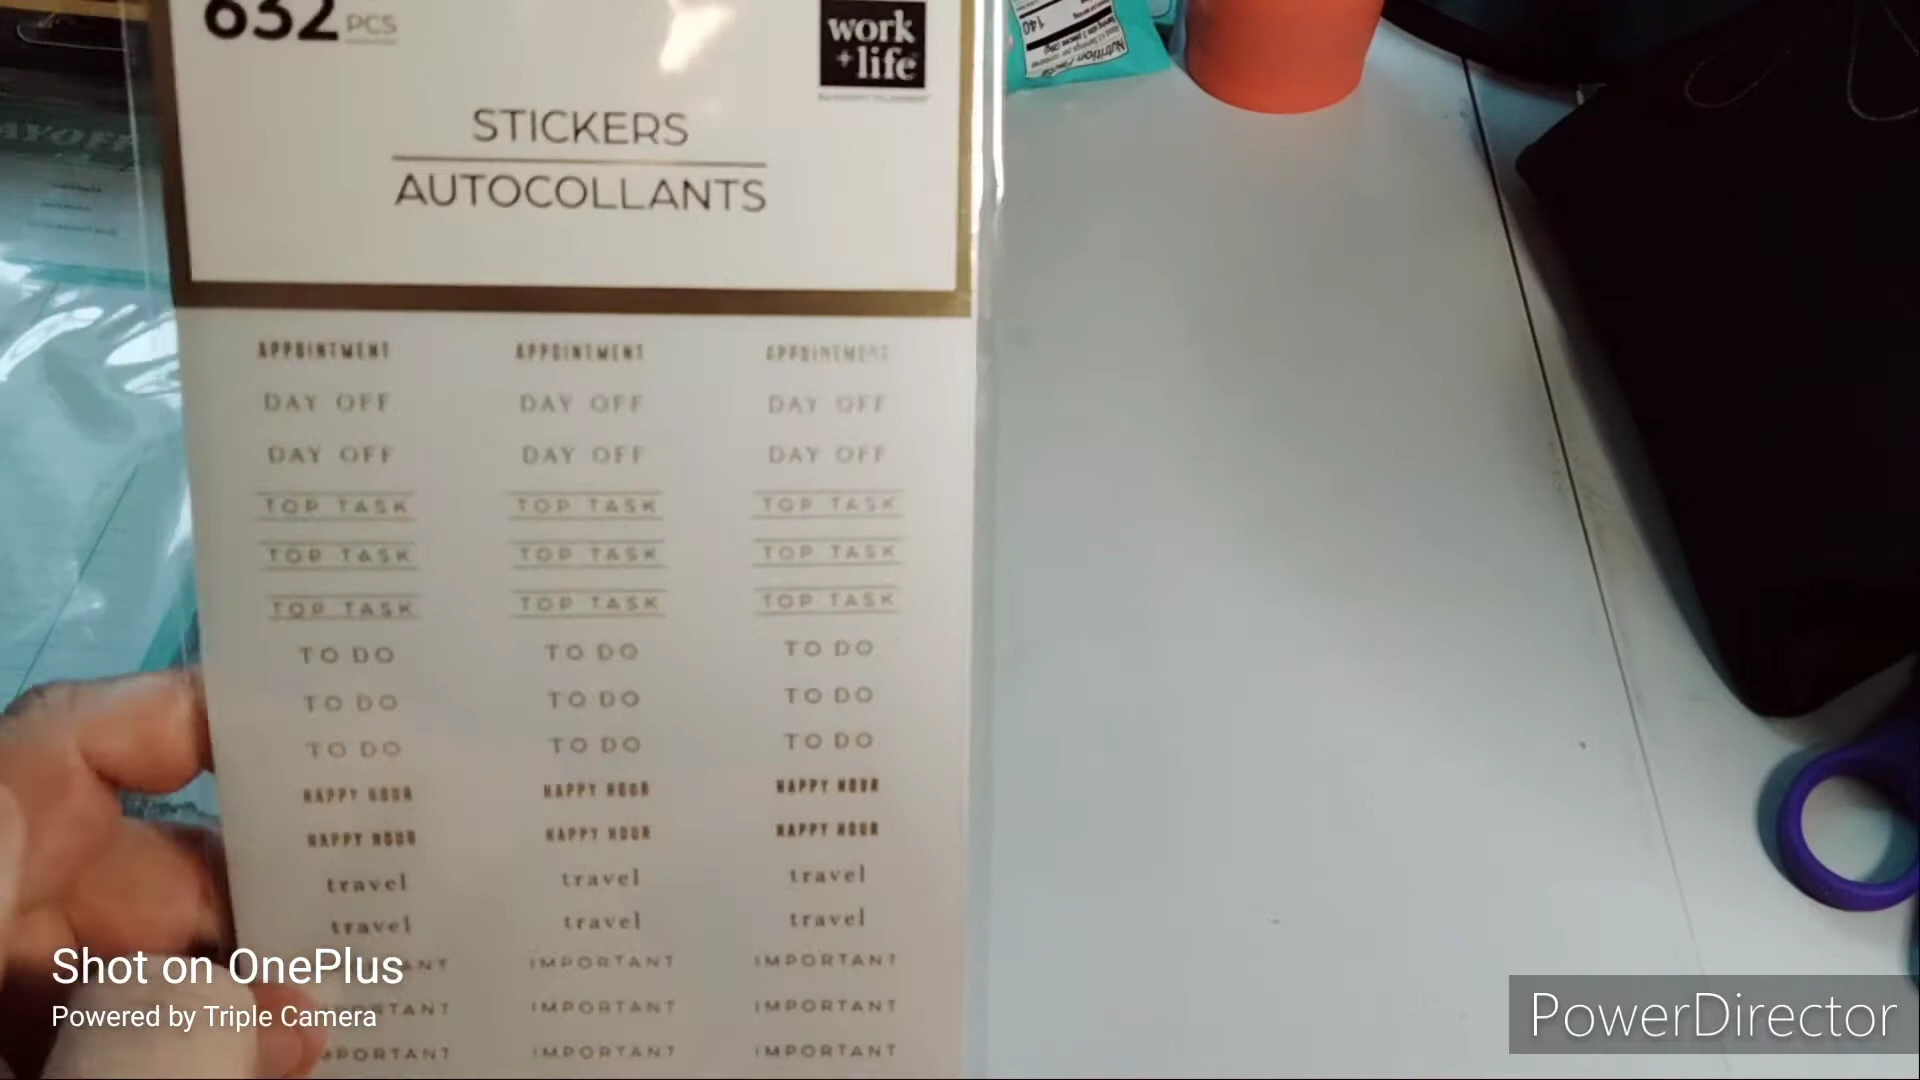 632 PCS
work
+ life
STICKERS
AUTOCOLLANTS
APPOINTMENT APPOINTMENT APPOINTMENT
DAY OFF DAY OFF DAY OFF
DAY OFF DAY OFF DAY OFF
TOP TASK TOP TASK TOP TASK
TOP TASK TOP TASK TOP TASK
TOP TASK TOP TASK TOP TASK
TO DO TO DO TO DO
TO DO TO DO TO DO
TO DO TO DO TO DO
HAPPY HOUR HAPPY HOUR HAPPY HOUR
HAPPY HOUR HAPPY HOUR HAPPY HOUR
travel travel travel
travel travel travel
IMPORTANT IMPORTANT
IMPORTANT IMPORTANT
IMPORTANT IMPORTANT
Nutrition
140
Shot on OnePlus
Powered by Triple Camera
PowerDirector